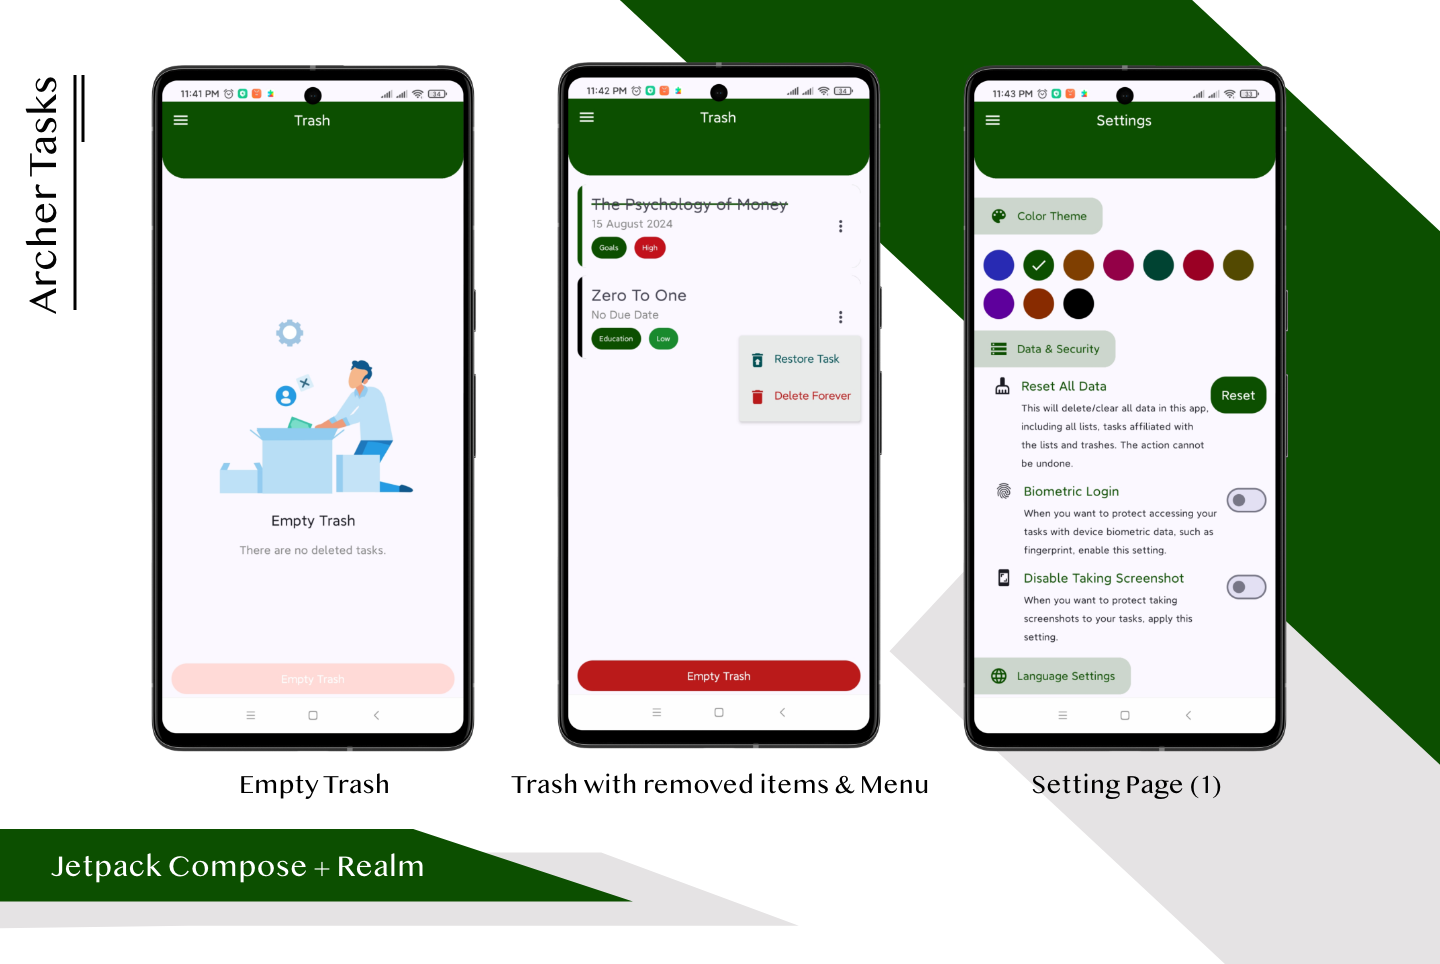 Archer Tasks
11:41 PM
34
Trash
Empty Trash
There are no deleted tasks.
Empty Trash
Empty Trash
11:42 PM
34
Trash
The Psychology of Money
15 August 2024
Goals
High
Zero To One
No Due Date
Education
Low
Restore Task
Delete Forever
Empty Trash
Trash with removed items & Menu
11:43 PM
33
Settings
Color Theme
Data & Security
Reset All Data
This will delete/clear all data in this app,
including all lists, tasks affiliated with
the lists and trashes. The action cannot
be undone.
Reset
Biometric Login
When you want to protect accessing your
tasks with device biometric data, such as
fingerprint, enable this setting.
Disable Taking Screenshot
When you want to protect taking
screenshots to your tasks, apply this
setting.
Language Settings
Setting Page (1)
Jetpack Compose + Realm